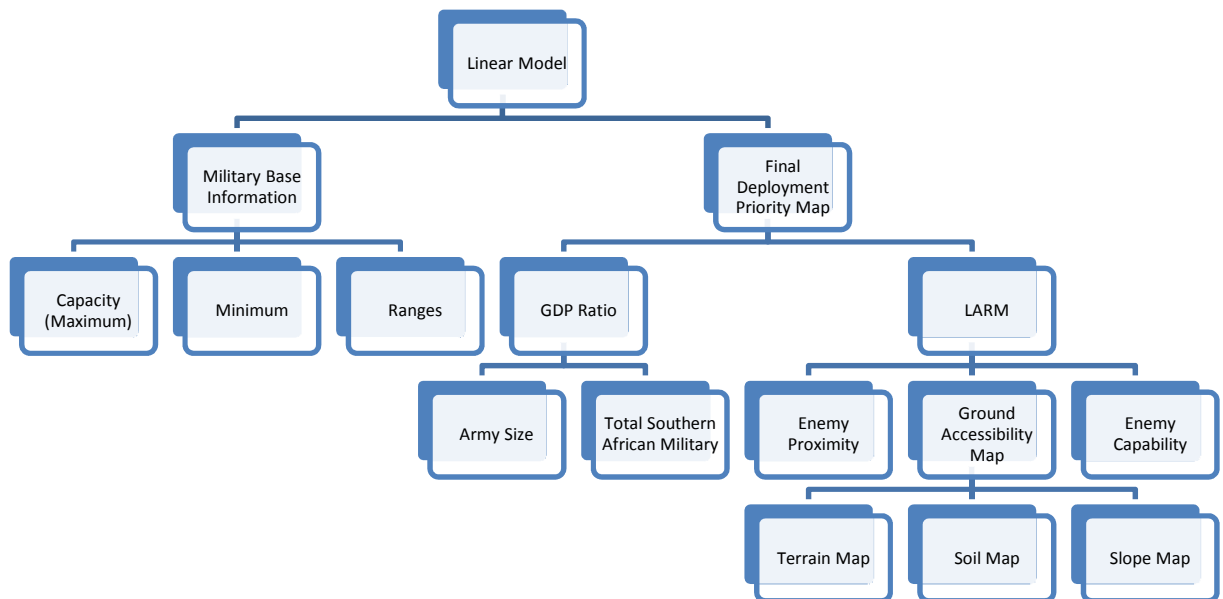 Linear Model
Military Base
Information
Final
Deployment
Priority Map
Capacity
(Maximum)
Minimum
Ranges
GDP Ratio
LARM
Army Size
Total Southern
African Military
Enemy
Proximity
Ground
Accessibility
Map
Enemy
Capability
Terrain Map
Soil Map
Slope Map